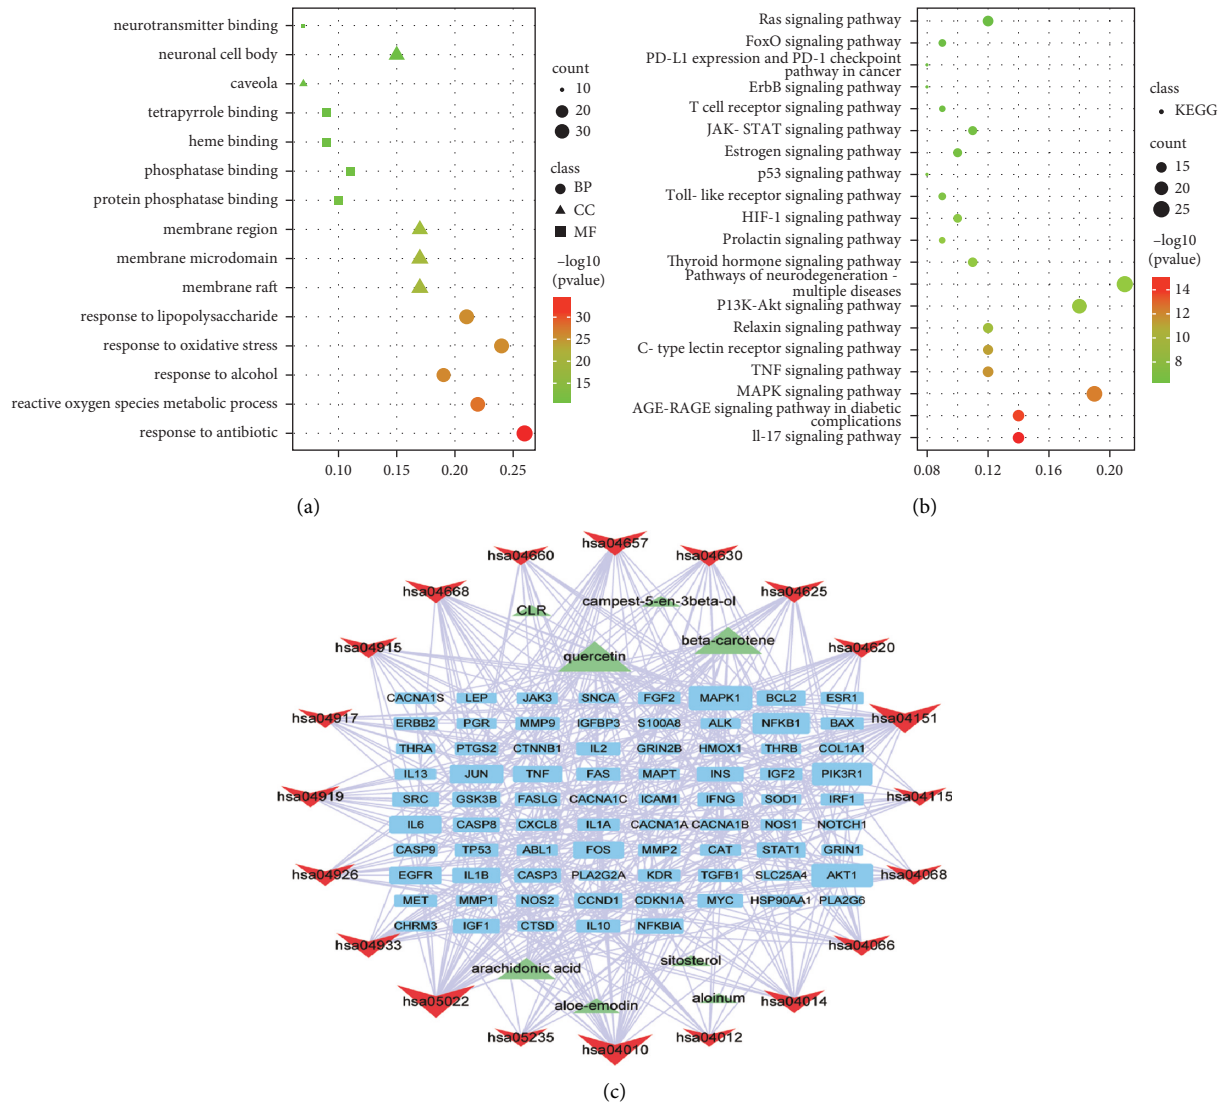 neurotransmitter binding
neuronal cell body
caveola
tetrapyrrole binding
heme binding
phosphatase binding
protein phosphatase binding
membrane region
membrane microdomain
membrane raft
response to lipopolysaccharide
response to oxidative stress
response to alcohol
reactive oxygen species metabolic process
response to antibiotic
0.10 0.15 0.20 0.25
count
10
20
30
class
BP
CC
MF
–log10
(pvalue)
30
25
20
15
(a)
Ras signaling pathway
FoxO signaling pathway
PD-L1 expression and PD-1 checkpoint
pathway in cancer
ErbB signaling pathway
T cell receptor signaling pathway
JAK- STAT signaling pathway
Estrogen signaling pathway
p53 signaling pathway
Toll- like receptor signaling pathway
HIF-1 signaling pathway
Prolactin signaling pathway
Thyroid hormone signaling pathway
Pathways of neurodegeneration -
multiple diseases
P13K-Akt signaling pathway
Relaxin signaling pathway
C- type lectin receptor signaling pathway
TNF signaling pathway
MAPK signaling pathway
AGE-RAGE signaling pathway in diabetic
complications
ll-17 signaling pathway
0.08 0.12 0.16 0.20
class
KEGG
count
15
20
25
–log10
(pvalue)
14
12
10
8
(b)
hsa04657
hsa04660 hsa04630
hsa04668 hsa04625
CLR campest-5-en-3beta-ol
hsa04915 quercetin beta-carotene hsa04620
CACNA1S LEP JAK3 SNCA FGF2 MAPK1 BCL2 ESR1
hsa04917 ERBB2 PGR MMP9 IGFBP3 S100A8 ALK NFKB1 BAX hsa04151
THRA PTGS2 CTNNB1 IL2 GRIN2B HMOX1 THRB COL1A1
IL13 JUN TNF FAS MAPT INS IGF2 PIK3R1
hsa04919 SRC GSK3B FASLG CACNA1C ICAM1 IFNG SOD1 IRF1 hsa04115
IL6 CASP8 CXCL8 IL1A CACNA1A CACNA1B NOS1 NOTCH1
CASP9 TP53 ABL1 FOS MMP2 CAT STAT1 GRIN1
hsa04926 EGFR IL1B CASP3 PLA2G2A KDR TGFB1 SLC25A4 AKT1 hsa04068
MET MMP1 NOS2 CCND1 CDKN1A MYC HSP90AA1 PLA2G6
CHRM3 IGF1 CTSD IL10 NFKBIA
hsa04933 hsa04066
arachidonic acid sitosterol
hsa05022 aloe-emodin aloinum hsa04014
hsa05235 hsa04012
hsa04010
(c)